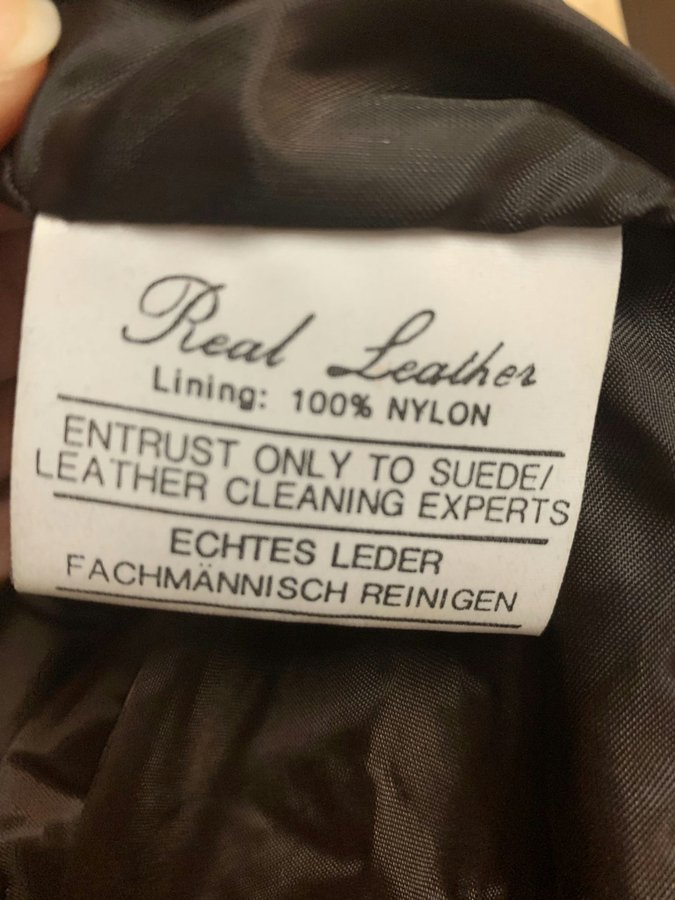 Real Leather
Lining: 100% NYLON
ENTRUST ONLY TO SUEDE/
LEATHER CLEANING EXPERTS
ECHTES LEDER
FACHMÄNNISCH REINIGEN